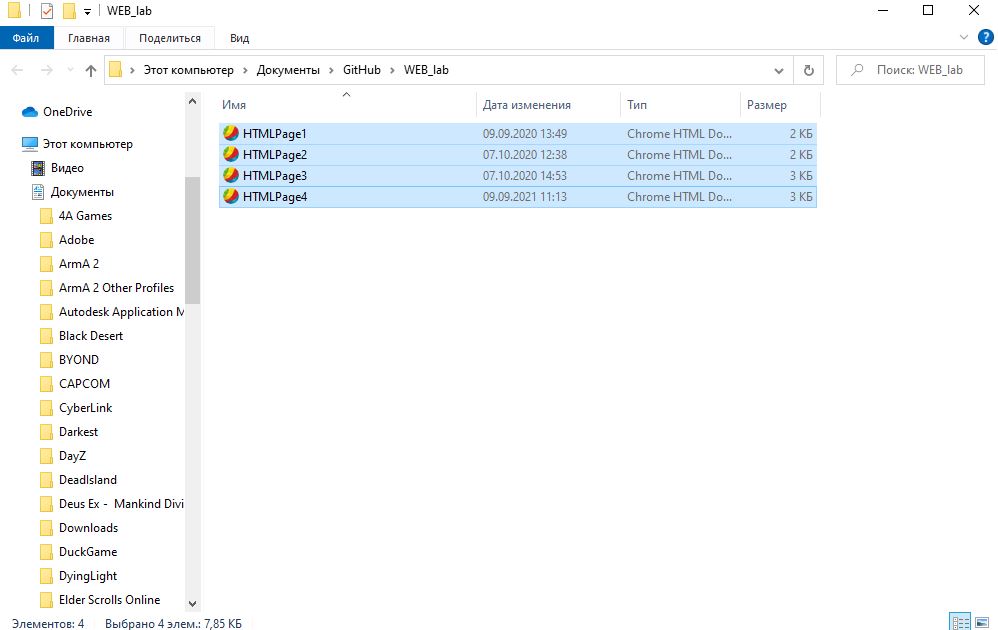 WEB_lab
Файл Главная Поделиться Вид
Этот компьютер Документы GitHub WEB_lab Поиск: WEB_lab
OneDrive
Этот компьютер
Видео
Документы
4A Games
Adobe
ArmA 2
ArmA 2 Other Profiles
Autodesk Application M
Black Desert
BYOND
CAPCOM
CyberLink
Darkest
DayZ
DeadIsland
Deus Ex - Mankind Divi
Downloads
DuckGame
DyingLight
Elder Scrolls Online
Имя Дата изменения Тип Размер
HTMLPage1 09.09.2020 13:49 Chrome HTML Do... 2 КБ
HTMLPage2 07.10.2020 12:38 Chrome HTML Do... 2 КБ
HTMLPage3 07.10.2020 14:53 Chrome HTML Do... 3 КБ
HTMLPage4 09.09.2021 11:13 Chrome HTML Do... 3 КБ
Элементов: 4 Выбрано 4 элем.: 7,85 КБ